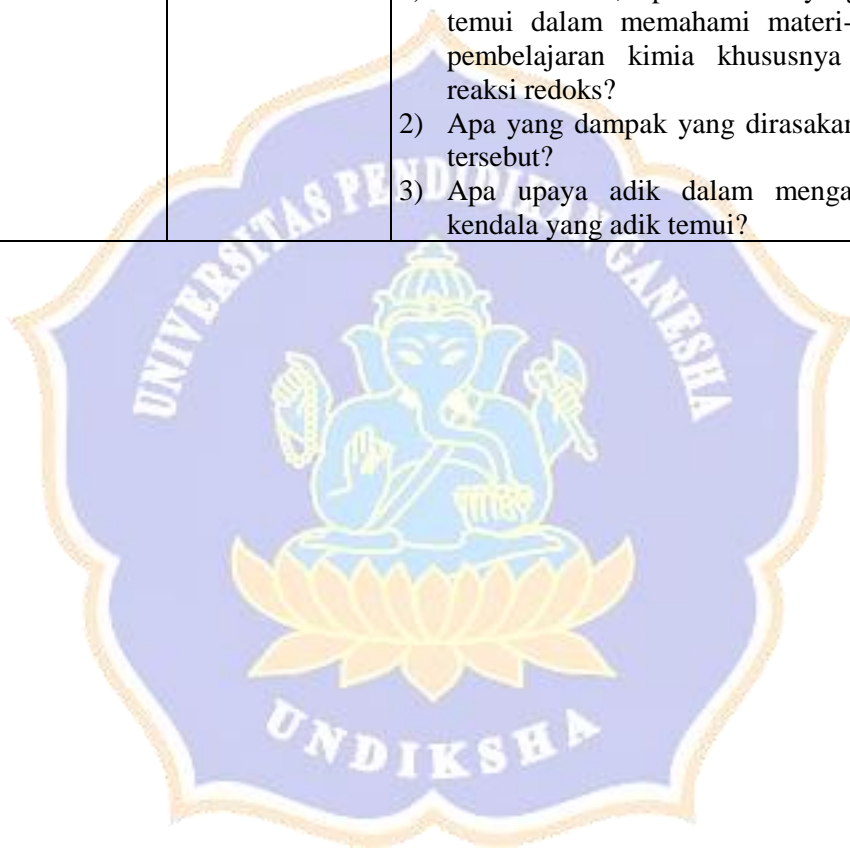 temui dalam memahami materi-
pembelajaran kimia khususnya
reaksi redoks?
2) Apa yang dampak yang dirasakan
tersebut?
3) Apa upaya adik dalam menga
kendala yang adik temui?
UNIVERSITAS PENDIDIKAN GANESHA
UNDIKSHA